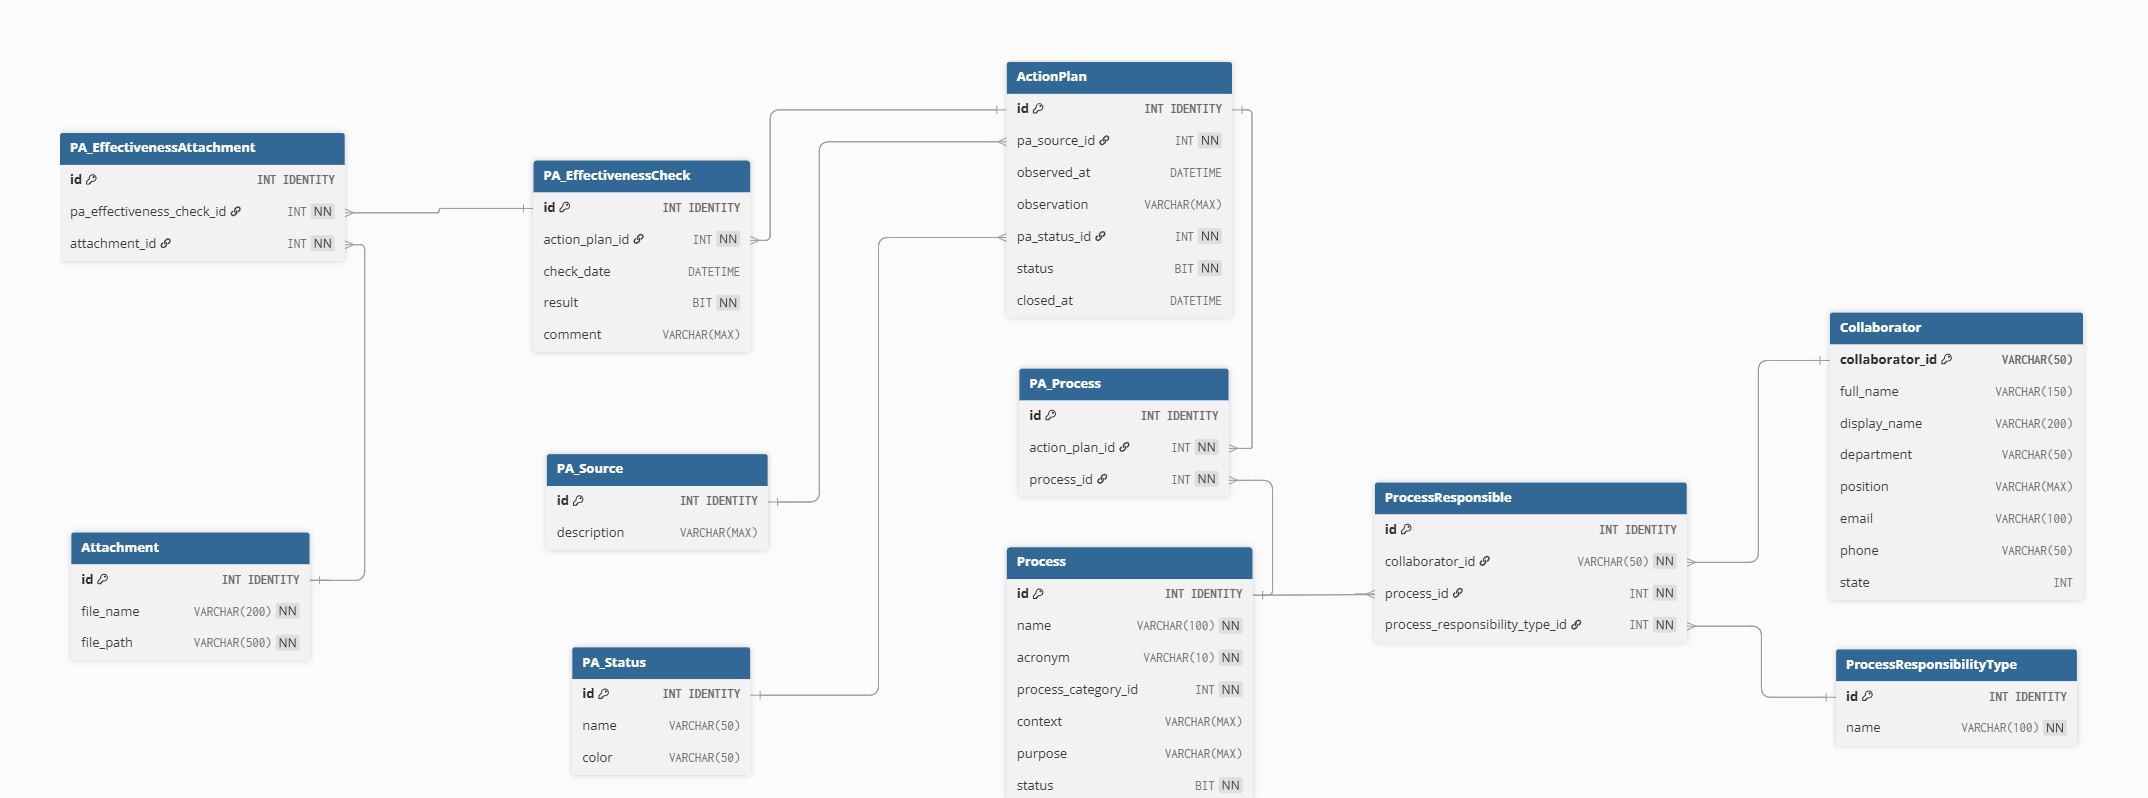 ActionPlan
id INT IDENTITY
pa_source_id INT NN
observed_at DATETIME
observation VARCHAR(MAX)
pa_status_id INT NN
status BIT NN
closed_at DATETIME
PA_EffectivenessAttachment
id INT IDENTITY
pa_effectiveness_check_id INT NN
attachment_id INT NN
PA_EffectivenessCheck
id INT IDENTITY
action_plan_id INT NN
check_date DATETIME
result BIT NN
comment VARCHAR(MAX)
Collaborator
collaborator_id VARCHAR(50)
full_name VARCHAR(150)
display_name VARCHAR(200)
department VARCHAR(50)
position VARCHAR(MAX)
email VARCHAR(100)
phone VARCHAR(50)
state INT
PA_Process
id INT IDENTITY
action_plan_id INT NN
process_id INT NN
PA_Source
id INT IDENTITY
description VARCHAR(MAX)
ProcessResponsible
id INT IDENTITY
collaborator_id VARCHAR(50) NN
process_id INT NN
process_responsibility_type_id INT NN
Attachment
id INT IDENTITY
file_name VARCHAR(200) NN
file_path VARCHAR(500) NN
Process
id INT IDENTITY
name VARCHAR(100) NN
acronym VARCHAR(10) NN
process_category_id INT NN
context VARCHAR(MAX)
purpose VARCHAR(MAX)
status BIT NN
PA_Status
id INT IDENTITY
name VARCHAR(50)
color VARCHAR(50)
ProcessResponsibilityType
id INT IDENTITY
name VARCHAR(100) NN